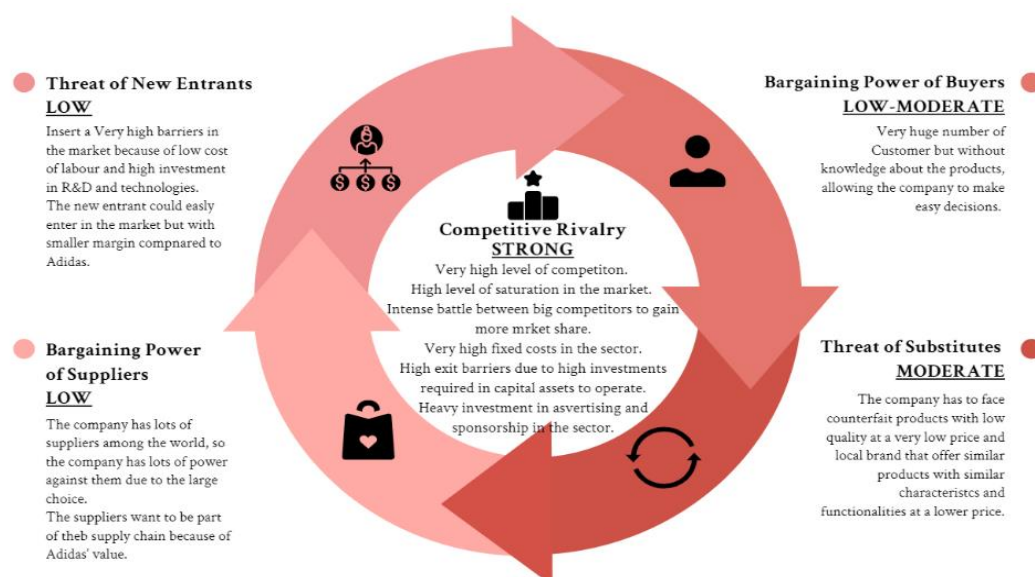 Threat of New Entrants
LOW
Insert a Very high barriers in
the market because of low cost
of labour and high investment
in R&D and technologies.
The new entrant could easly
enter in the market but with
smaller margin compnared to
Adidas.
Bargaining Power of Buyers
LOW-MODERATE
Very huge number of
Customer but without
knowledge about the products,
allowing the company to make
easy decisions.
Competitive Rivalry
STRONG
Very high level of competiton.
High level of saturation in the market.
Intense battle between big competitors to gain
more mrket share.
Very high fixed costs in the sector.
High exit barriers due to high investments
required in capital assets to operate.
Heavy investment in asvertising and
sponsorship in the sector.
Bargaining Power
of Suppliers
LOW
The company has lots of
suppliers among the world, so
the company has lots of power
against them due to the large
choice.
The suppliers want to be part
of theb supply chain because of
Adidas' value.
Threat of Substitutes
MODERATE
The company has to face
counterfait products with low
quality at a very low price and
local brand that offer similar
products with similar
characteristcs and
functionalities at a lower price.